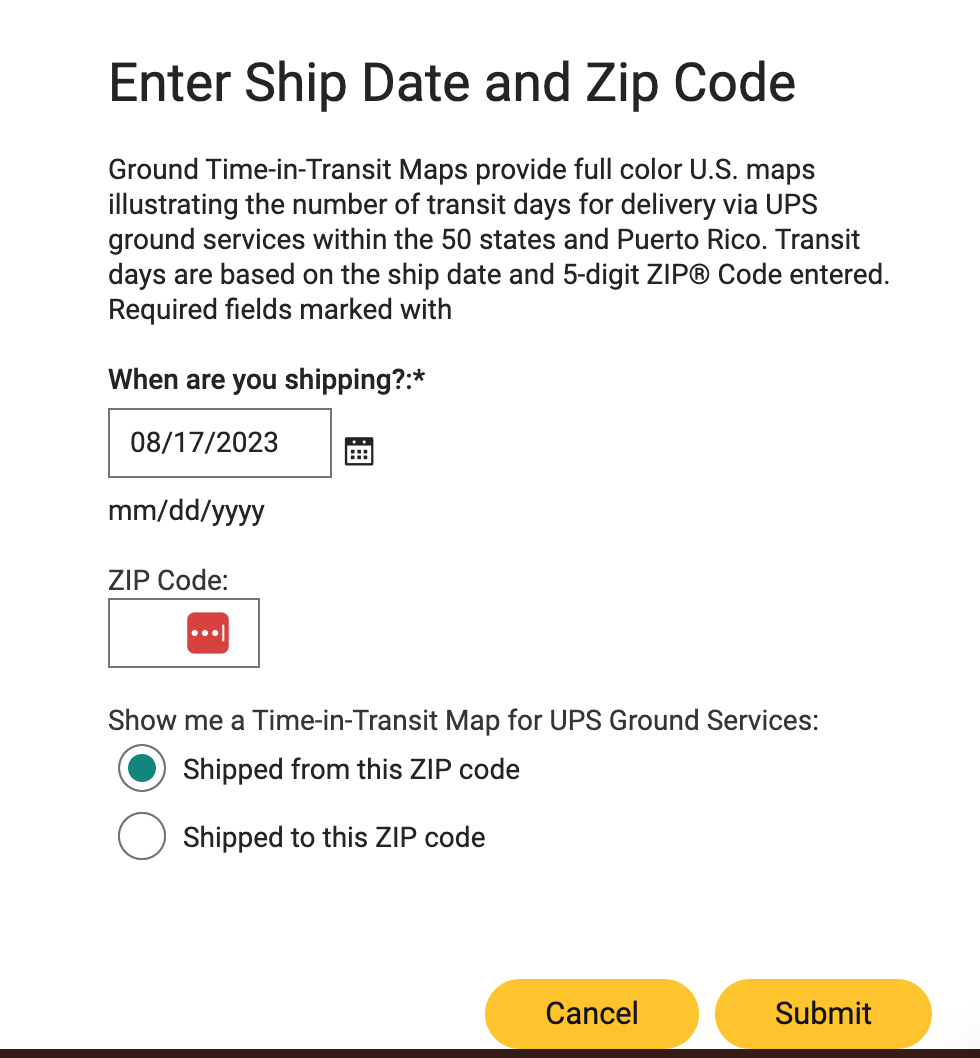 Enter Ship Date and Zip Code
Ground Time-in-Transit Maps provide full color U.S. maps
illustrating the number of transit days for delivery via UPS
ground services within the 50 states and Puerto Rico. Transit
days are based on the ship date and 5-digit ZIP® Code entered.
Required fields marked with
When are you shipping?:*
08/17/2023
mm/dd/yyyy
ZIP Code:
Show me a Time-in-Transit Map for UPS Ground Services:
Shipped from this ZIP code
Shipped to this ZIP code
Cancel Submit